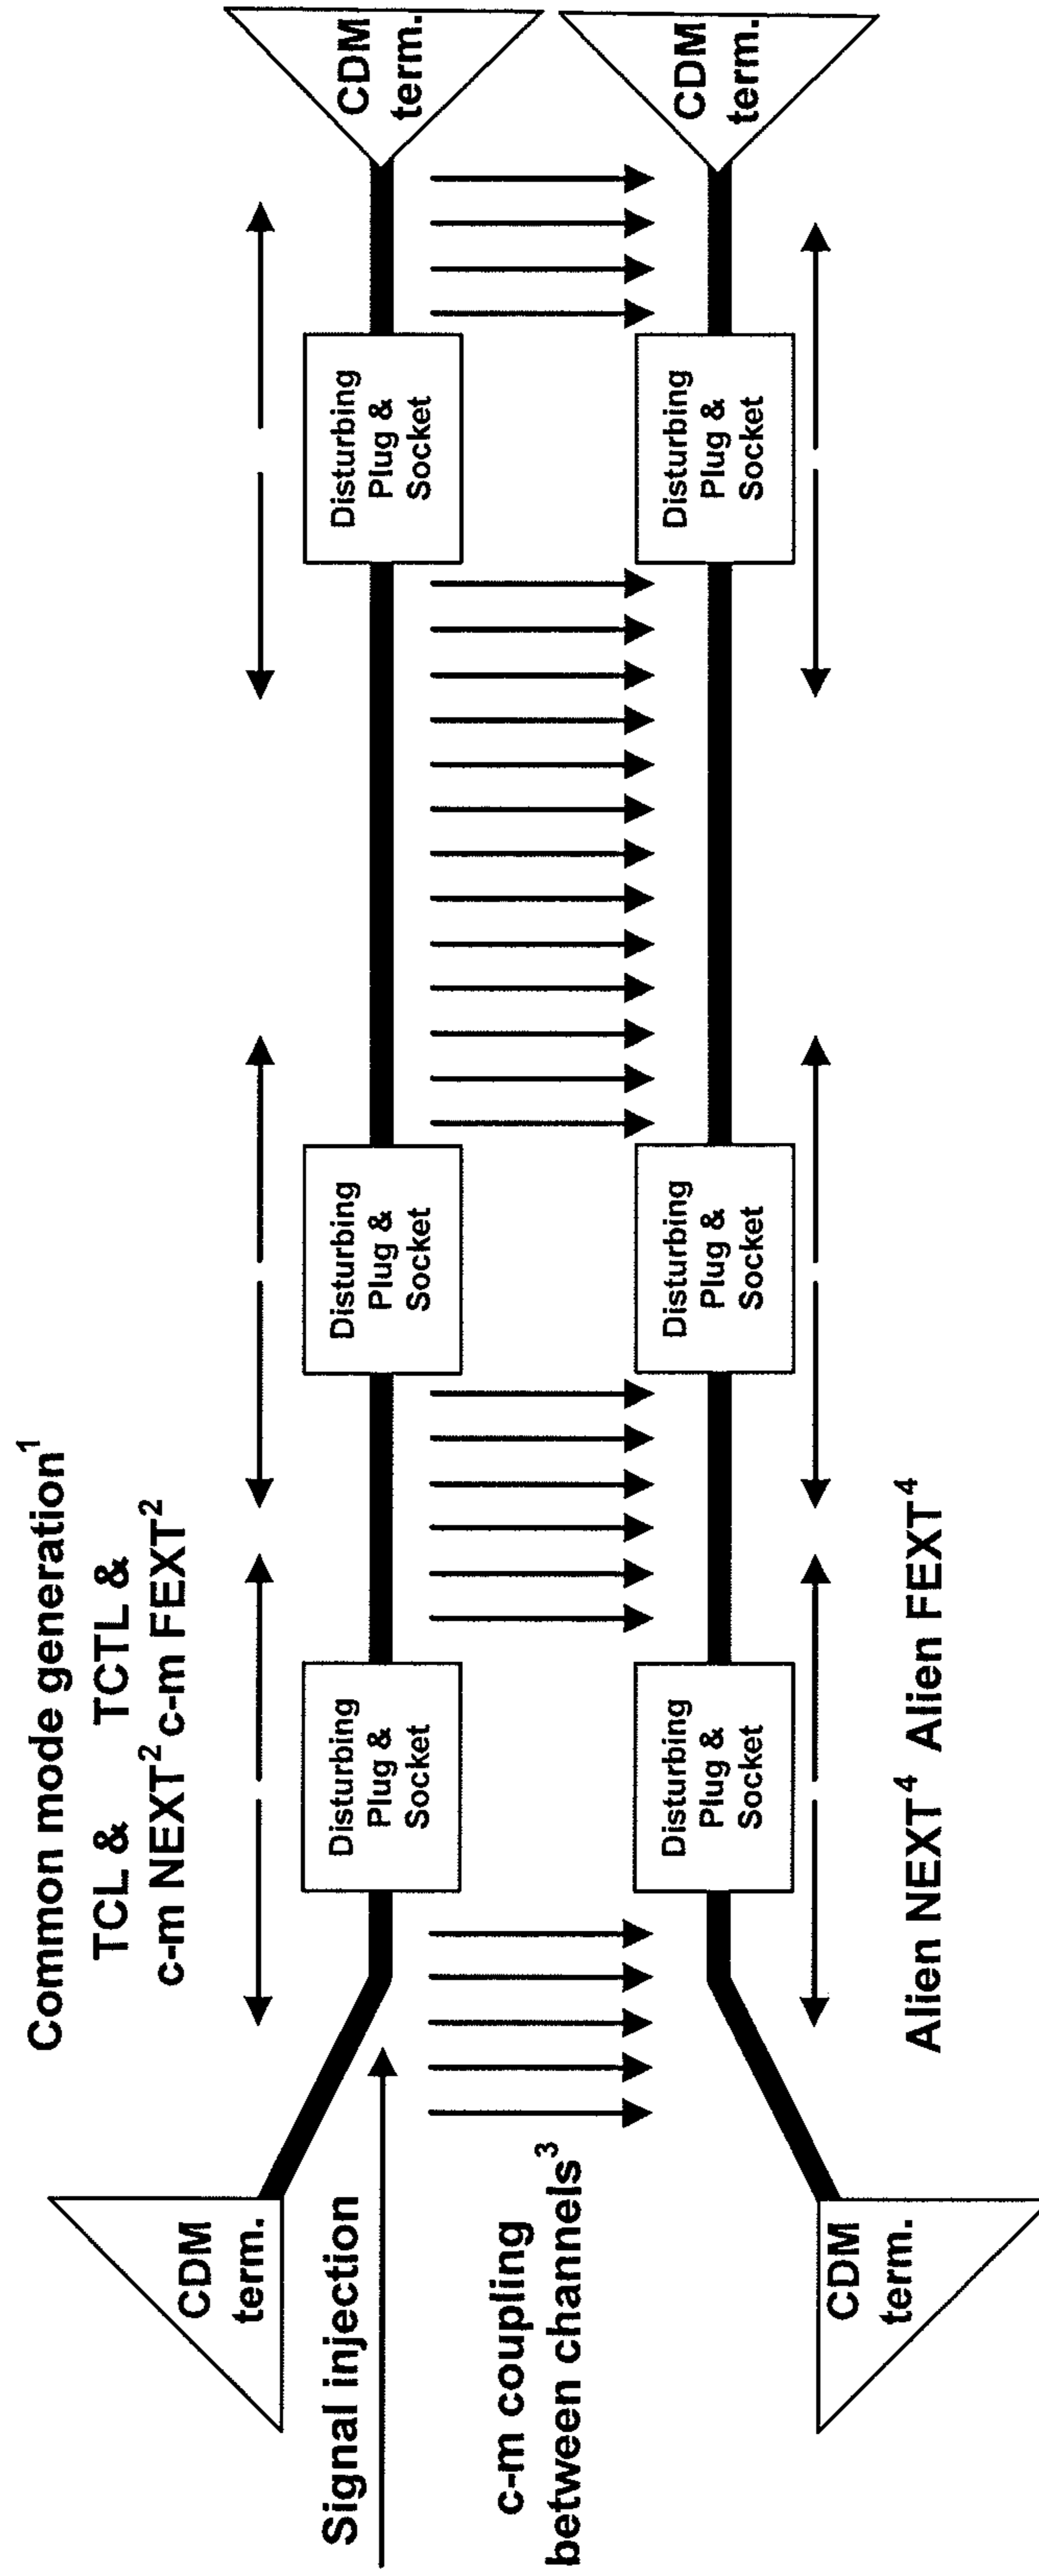 Common mode generation1
TCL & TCTL &
c-m NEXT2 c-m FEXT2
CDM
term.
CDM
term.
Signal injection
Disturbing
Plug &
Socket
Disturbing
Plug &
Socket
Disturbing
Plug &
Socket
c-m coupling
between channels3
CDM
term.
CDM
term.
Disturbing
Plug &
Socket
Disturbing
Plug &
Socket
Disturbing
Plug &
Socket
Alien NEXT4 Alien FEXT4